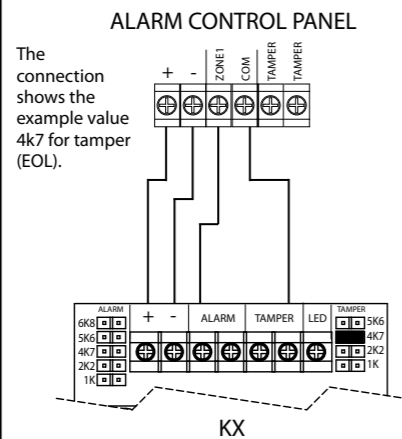 ALARM CONTROL PANEL
The
connection
shows the
example value
4k7 for tamper
(EOL).
+ - ZONE1 COM TAMPER TAMPER
ALARM
6K8
5K6
4K7
2K2
1K
+ - ALARM TAMPER LED
TAMPER
5K6
4K7
2K2
1K
KX